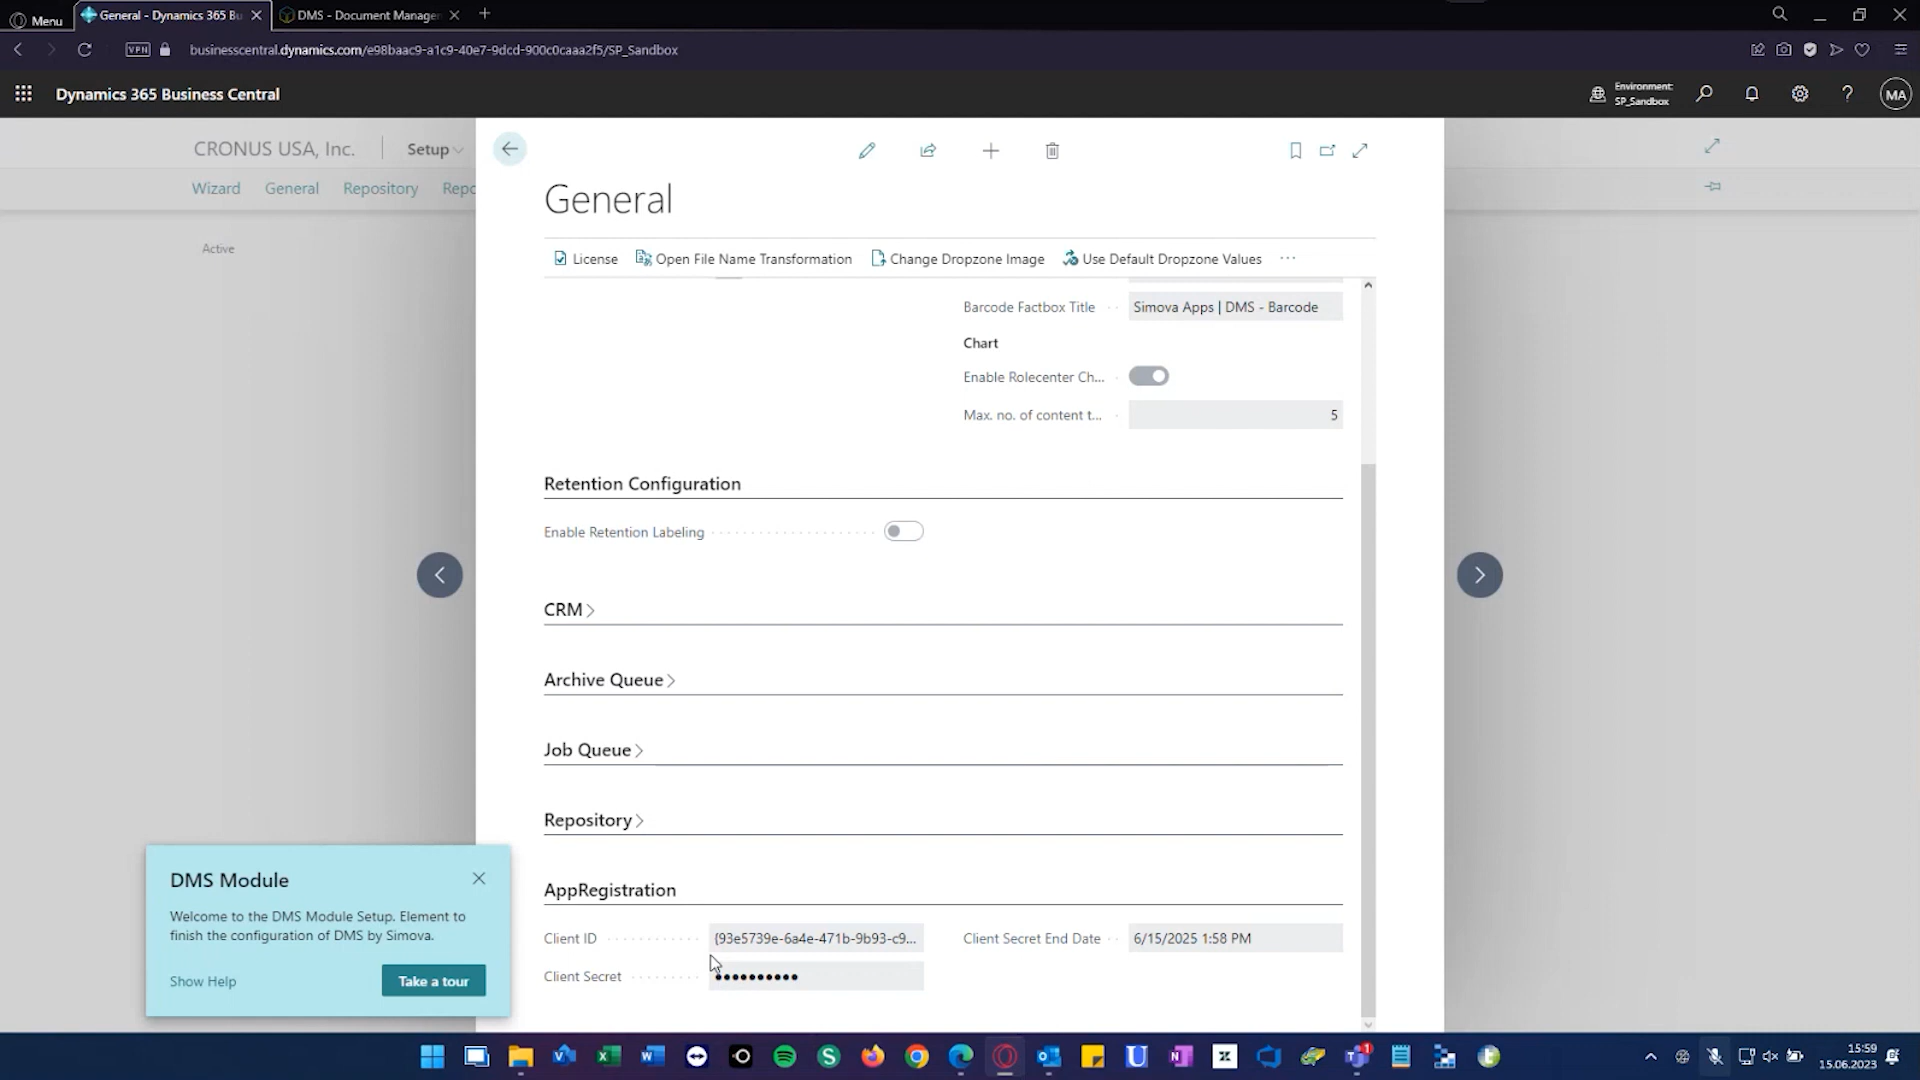 Menu
General - Dynamics 365 Bu
DMS - Document Manage
VPN
businesscentral.dynamics.com/e98baac9-a1c9-40e7-9dcd-900c0caaa2f5/SP_Sandbox
Dynamics 365 Business Central
Environment:
SP_Sandbox
MA
CRONUS USA, Inc.
Setup
Wizard
General
Repository
Repo
Active
General
License
Open File Name Transformation
Change Dropzone Image
Use Default Dropzone Values
Barcode Factbox Title
Simova Apps | DMS - Barcode
Chart
Enable Rolecenter Ch...
Max. no. of content t...
5
Retention Configuration
Enable Retention Labeling
CRM
Archive Queue
Job Queue
Repository
AppRegistration
Client ID
{93e5739e-6a4e-471b-9b93-c9...
Client Secret End Date
6/15/2025 1:58 PM
Client Secret
••••••••••
DMS Module
Welcome to the DMS Module Setup. Element to
finish the configuration of DMS by Simova.
Show Help
Take a tour
15:59
15.06.2023